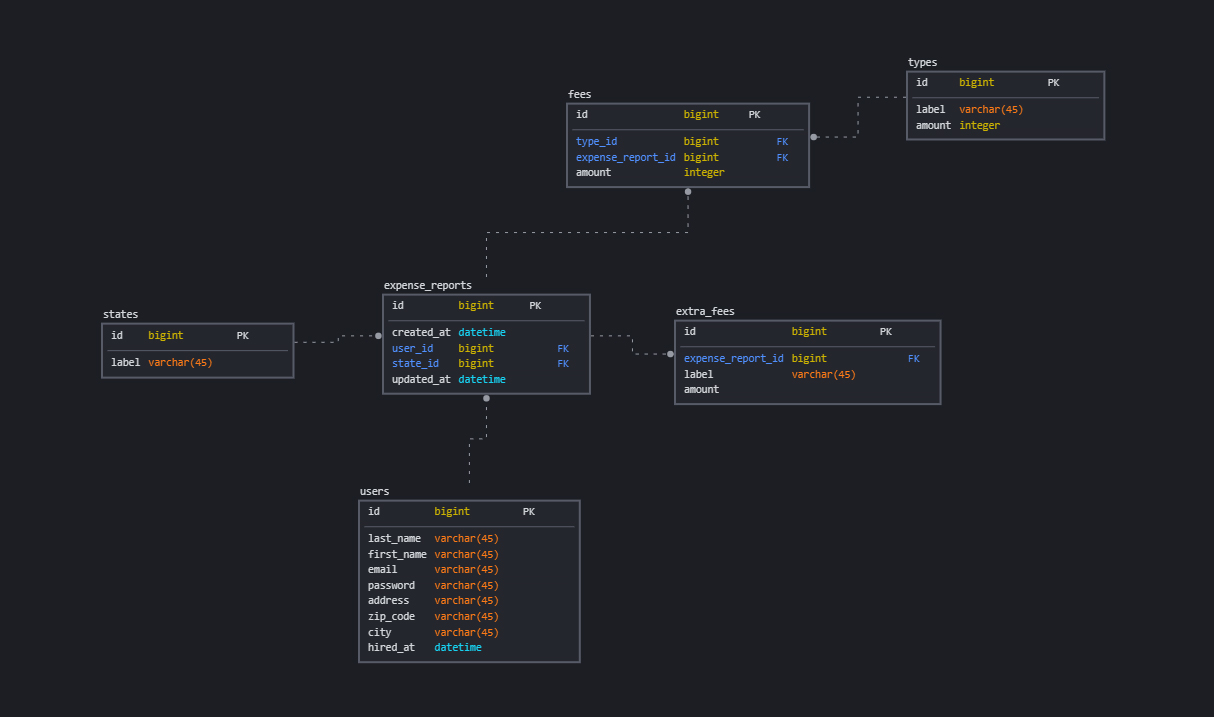 types
id bigint PK
label varchar(45)
amount integer
fees
id bigint PK
type_id bigint FK
expense_report_id bigint FK
amount integer
expense_reports
id bigint PK
created_at datetime
user_id bigint FK
state_id bigint FK
updated_at datetime
states
id bigint PK
label varchar(45)
extra_fees
id bigint PK
expense_report_id bigint FK
label varchar(45)
amount
users
id bigint PK
last_name varchar(45)
first_name varchar(45)
email varchar(45)
password varchar(45)
address varchar(45)
zip_code varchar(45)
city varchar(45)
hired_at datetime